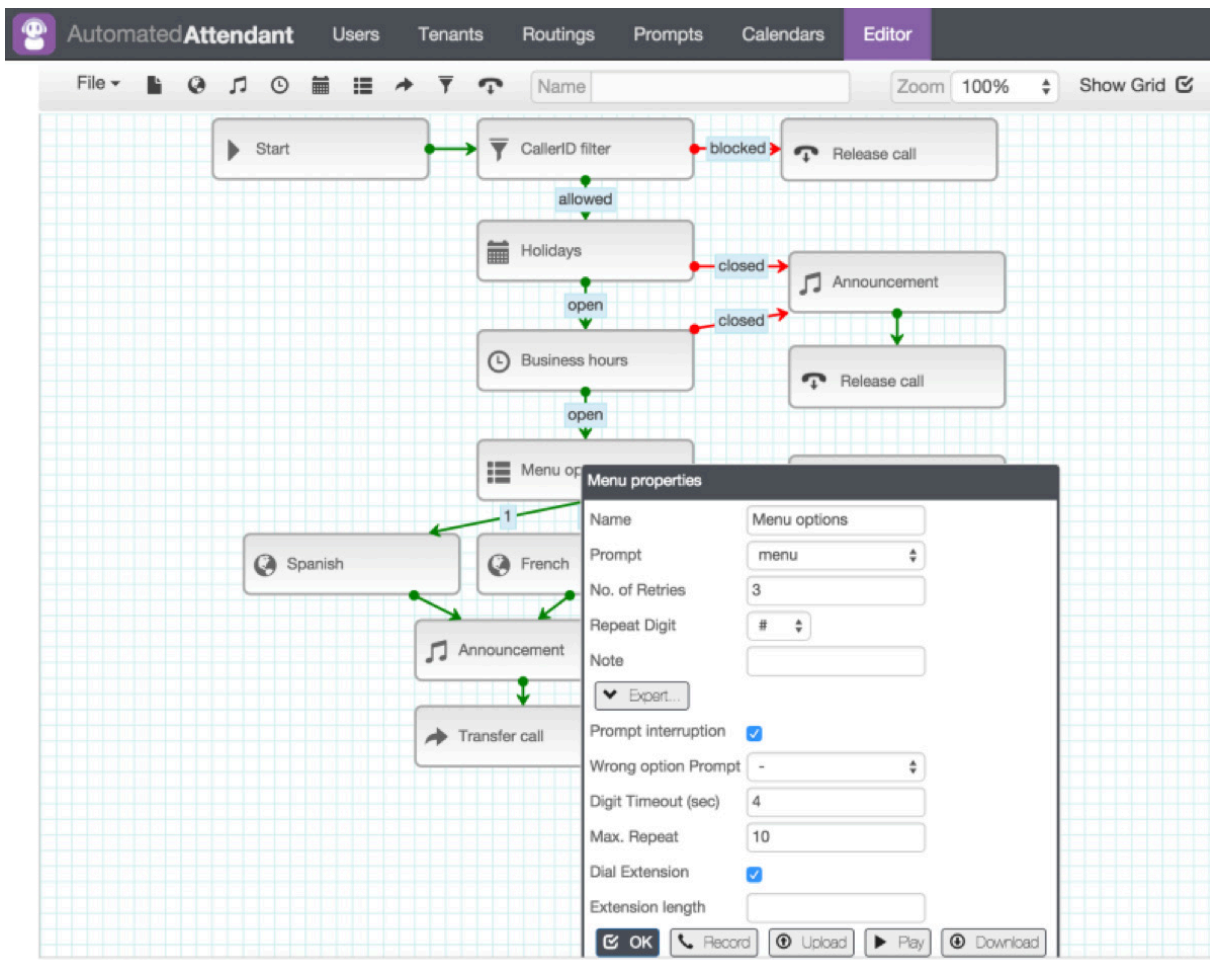 AutomatedAttendant Users Tenants Routings Prompts Calendars Editor
File Name Zoom 100% Show Grid
Start CallerID filter blocked Release call
allowed
Holidays
closed
Announcement
open
closed
Business hours
Release call
open
Menu op
Menu properties
1
Name Menu options
Prompt menu
Spanish French
No. of Retries 3
Repeat Digit #
Announcement
Note
Expert...
Transfer call
Prompt interruption
Wrong option Prompt -
Digit Timeout (sec) 4
Max. Repeat 10
Dial Extension
Extension length
OK Record Upload Play Download